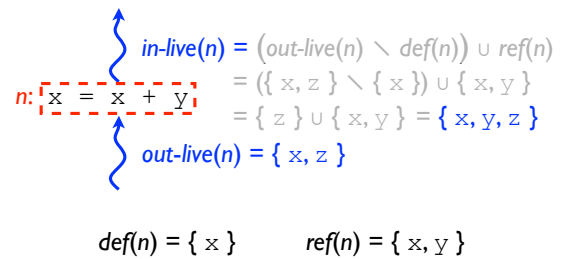 in-live(n) = (out-live(n) ∖ def(n)) ∪ ref(n)
= ({ x, z } ∖ { x }) ∪ { x, y }
n: x = x + y
= { z } ∪ { x, y } = { x, y, z }
out-live(n) = { x, z }
def(n) = { x } ref(n) = { x, y }